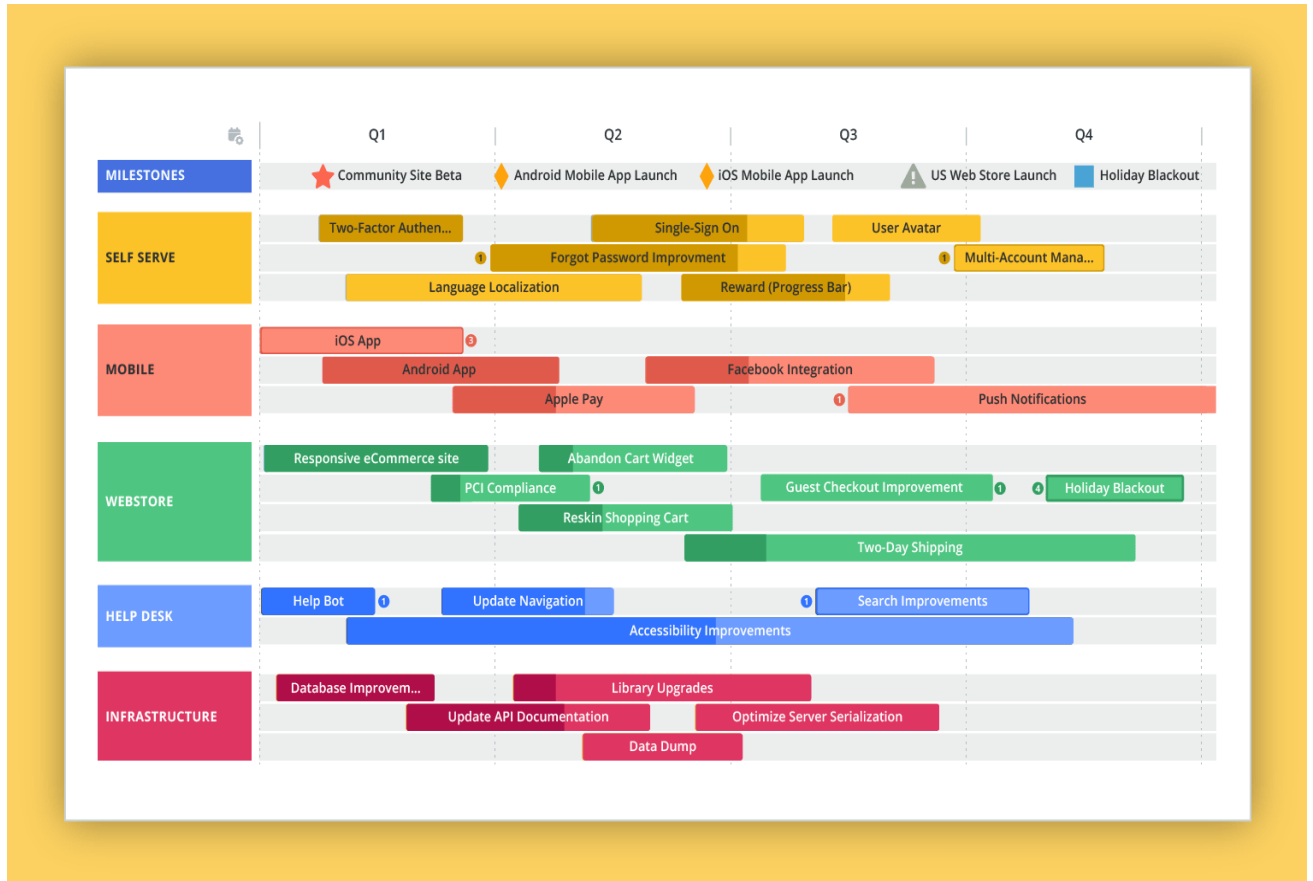 Q1 Q2 Q3 Q4
MILESTONES Community Site Beta Android Mobile App Launch iOS Mobile App Launch US Web Store Launch Holiday Blackout
Two-Factor Authen... Single-Sign On User Avatar
SELF SERVE 1 Forgot Password Improvment 1 Multi-Account Mana...
Language Localization Reward (Progress Bar)
iOS App 3
MOBILE Android App Facebook Integration
Apple Pay 1 Push Notifications
Responsive eCommerce site Abandon Cart Widget
WEBSTORE PCI Compliance 1 Guest Checkout Improvement 1 4 Holiday Blackout
Reskin Shopping Cart
Two-Day Shipping
HELP DESK Help Bot 1 Update Navigation 1 Search Improvements
Accessibility Improvements
Database Improvem... Library Upgrades
INFRASTRUCTURE Update API Documentation Optimize Server Serialization
Data Dump